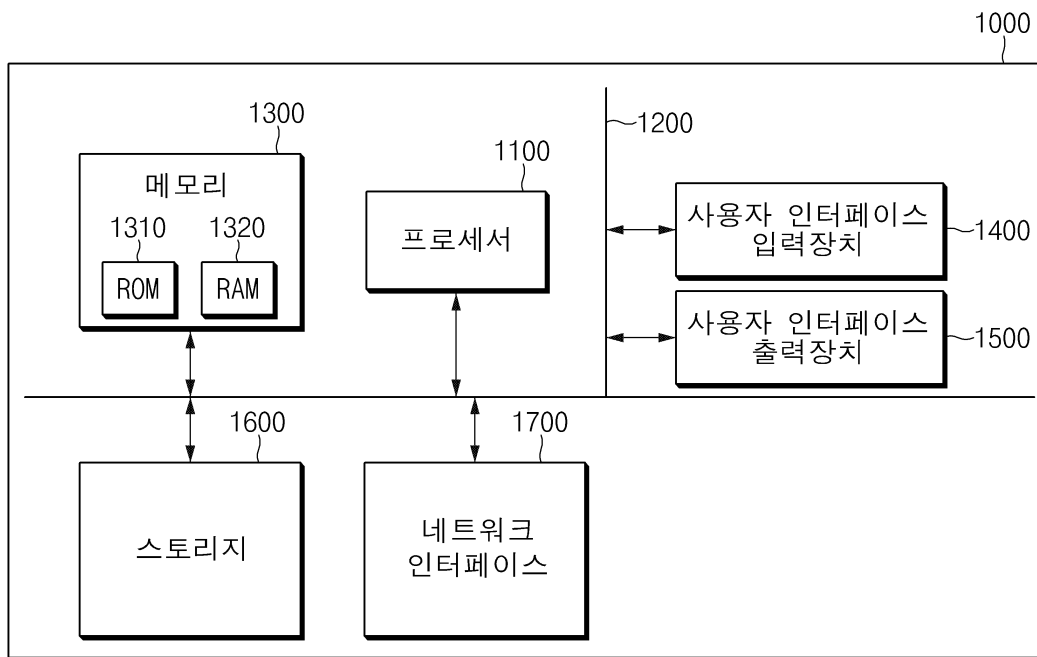 1000
1300
메모리
1310
1320
ROM
RAM
1100
프로세서
1200
사용자 인터페이스
입력장치
1400
사용자 인터페이스
출력장치
1500
1600
스토리지
1700
네트워크
인터페이스